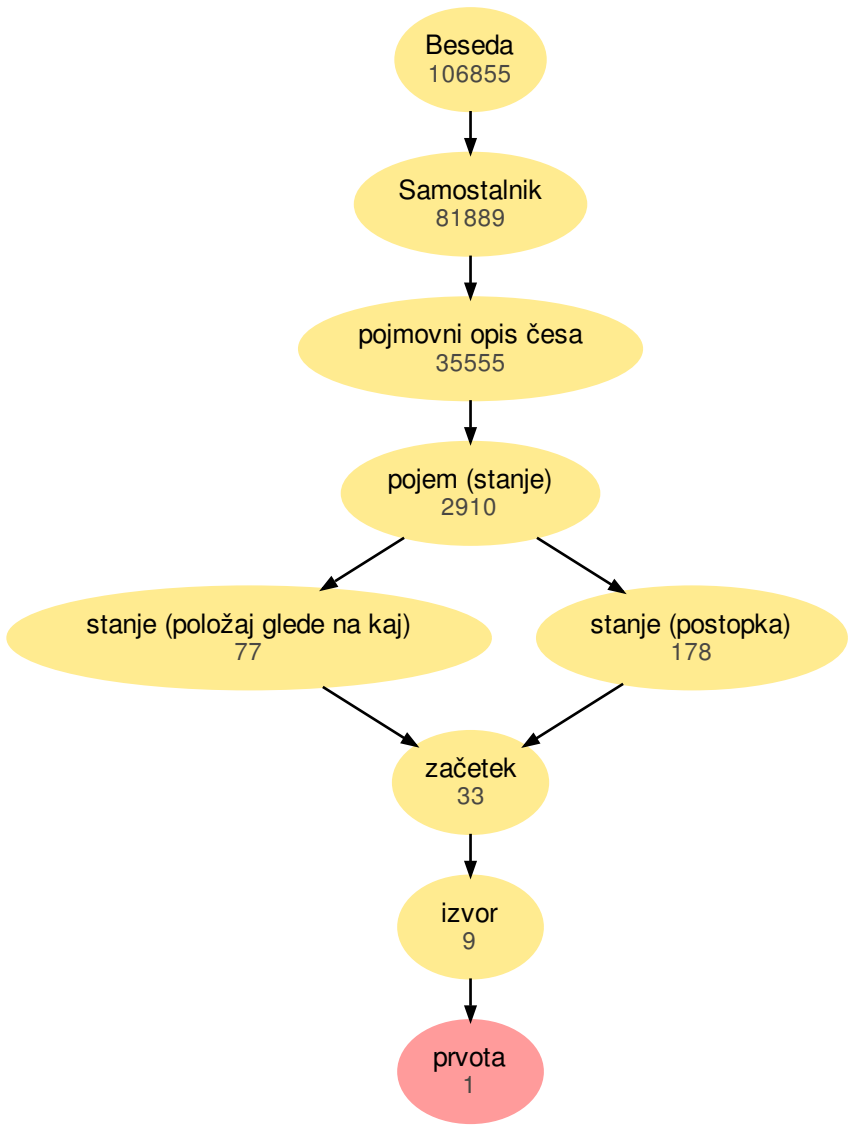 Beseda
106855
Samostalnik
81889
pojmovni opis česa
35555
pojem (stanje)
2910
stanje (položaj glede na kaj)
77
stanje (postopka)
178
začetek
33
izvor
9
prvota
1